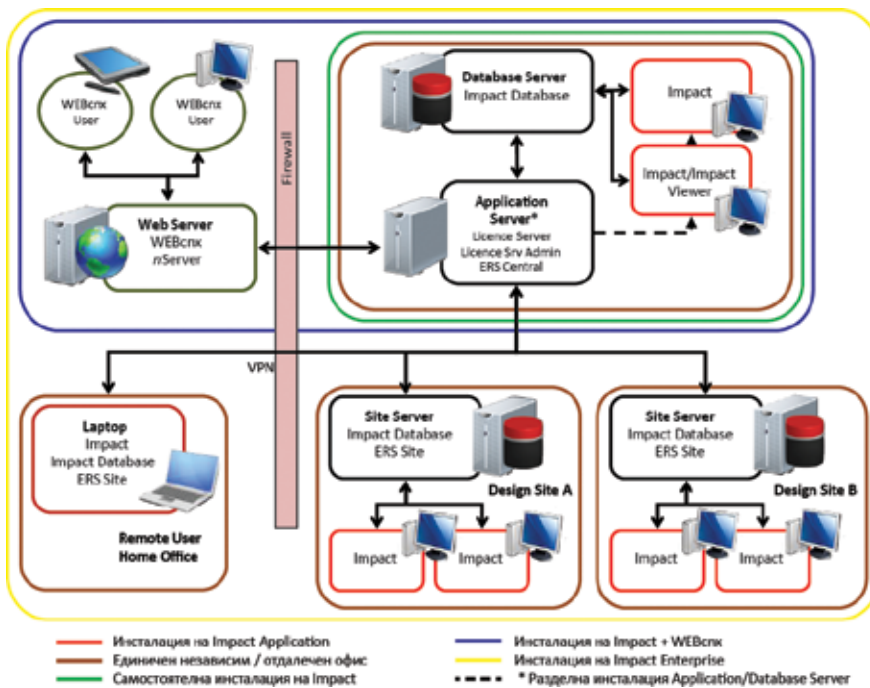 WEBcnx
User
WEBcnx
User
Web Server
WEBcnx
nServer
Firewall
Database Server
Impact Database
Impact
Impact/Impact
Viewer
Application
Server*
Licence Server
Licence Srv Admin
ERS Central
VPN
Laptop
Impact
Impact Database
ERS Site
Remote User
Home Office
Site Server
Impact Database
ERS Site
Design Site A
Impact
Impact
Site Server
Impact Database
ERS Site
Design Site B
Impact
Impact
Инсталация на Impact Application
Единичен независим / отдалечен офис
Самостоятелна инсталация на Impact
Инсталация на Impact + WEBcnx
Инсталация на Impact Enterprise
* Разделна инсталация Application/Database Server